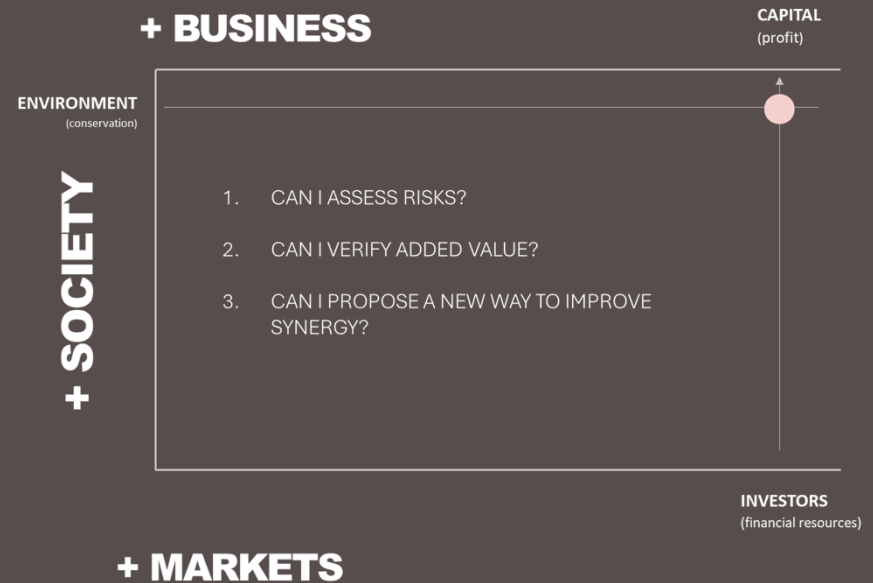 + BUSINESS
CAPITAL
(profit)
ENVIRONMENT
(conservation)
+ SOCIETY
1. CAN I ASSESS RISKS?
2. CAN I VERIFY ADDED VALUE?
3. CAN I PROPOSE A NEW WAY TO IMPROVE
SYNERGY?
INVESTORS
(financial resources)
+ MARKETS